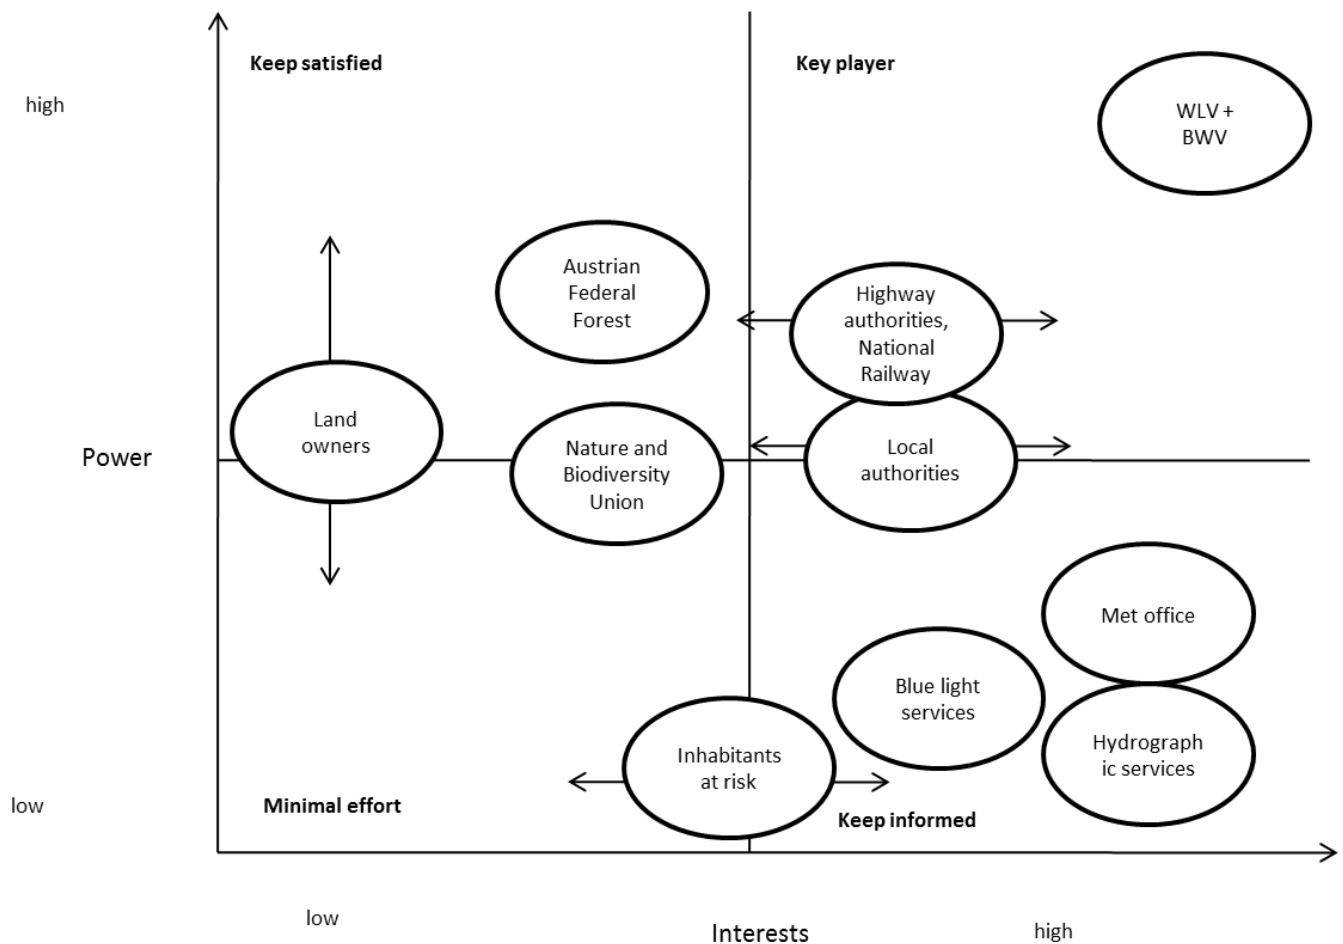 Keep satisfied
Key player
high
WLV +
BWV
Austrian
Federal
Forest
Highway
authorities,
National
Railway
Land
owners
Power
Nature and
Biodiversity
Union
Local
authorities
Met office
Blue light
services
Hydrograph
ic services
Inhabitants
at risk
low
Minimal effort
Keep informed
low
Interests
high